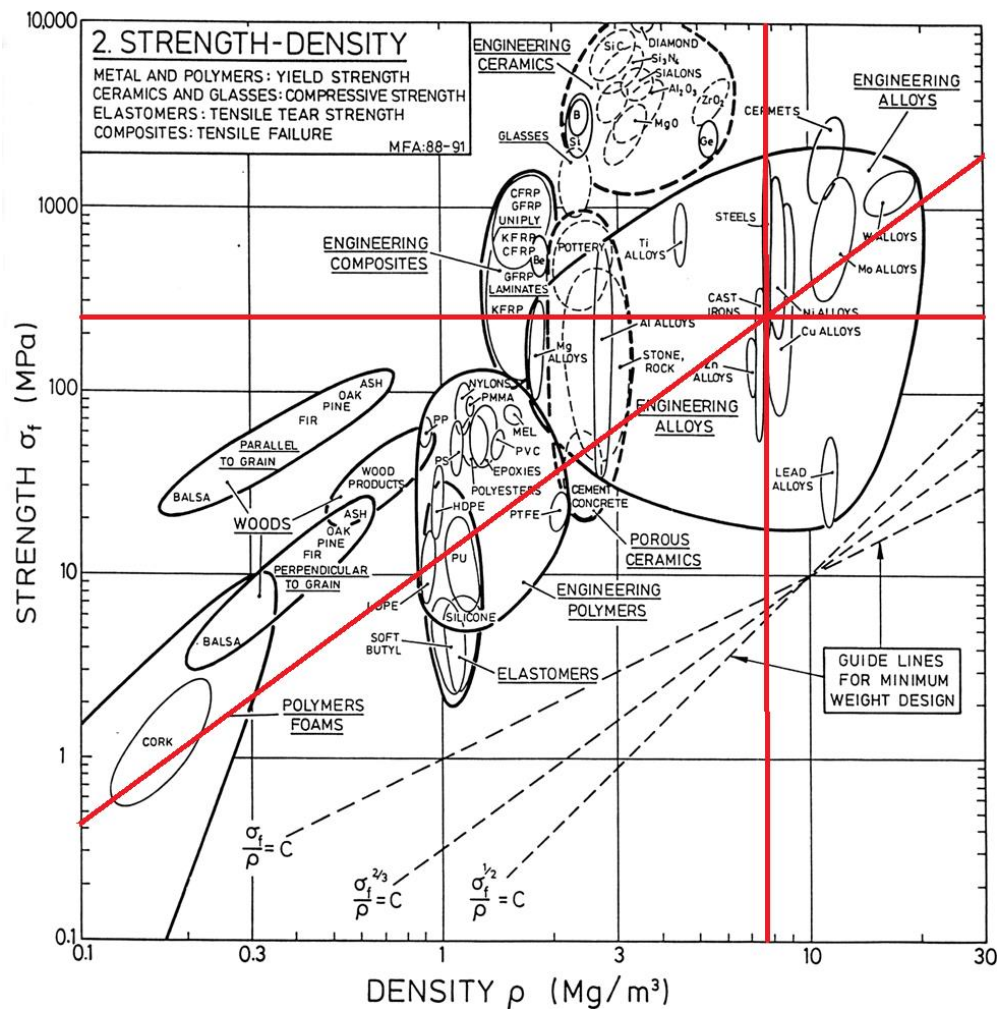 2. STRENGTH-DENSITY
METAL AND POLYMERS: YIELD STRENGTH
CERAMICS AND GLASSES: COMPRESSIVE STRENGTH
ELASTOMERS: TENSILE TEAR STRENGTH
COMPOSITES: TENSILE FAILURE
MFA:88-91
10,000
1000
100
10
1
0.1
STRENGTH σf (MPa)
0.1
0.3
1
3
10
30
DENSITY ρ (Mg/m³)
ENGINEERING
CERAMICS
SiC
DIAMOND
Si3N4
SIALONS
Al2O3
ZrO2
MgO
B
Si
Ge
GLASSES
CERMETS
ENGINEERING
ALLOYS
CFRP
GFRP
UNIPLY
KFRP
CFRP
Be
GFRP
LAMINATES
KFRP
ENGINEERING
COMPOSITES
POTTERY
Ti
ALLOYS
STEELS
W ALLOYS
Mo ALLOYS
CAST
IRONS
Ni ALLOYS
Cu ALLOYS
Al ALLOYS
Mg
ALLOYS
STONE,
ROCK
Zn
ALLOYS
ENGINEERING
ALLOYS
LEAD
ALLOYS
ASH
OAK
PINE
FIR
PARALLEL
TO GRAIN
BALSA
WOODS
WOOD
PRODUCTS
ASH
OAK
PINE
FIR
PERPENDICULAR
TO GRAIN
BALSA
NYLONS
PMMA
PP
MEL
PS
PVC
EPOXIES
POLYESTERS
HDPE
PTFE
PU
LDPE
SILICONE
SOFT
BUTYL
CEMENT
CONCRETE
POROUS
CERAMICS
ENGINEERING
POLYMERS
ELASTOMERS
POLYMERS
FOAMS
CORK
GUIDE LINES
FOR MINIMUM
WEIGHT DESIGN
σf/ρ = C
σf^2/3/ρ = C
σf^1/2/ρ = C